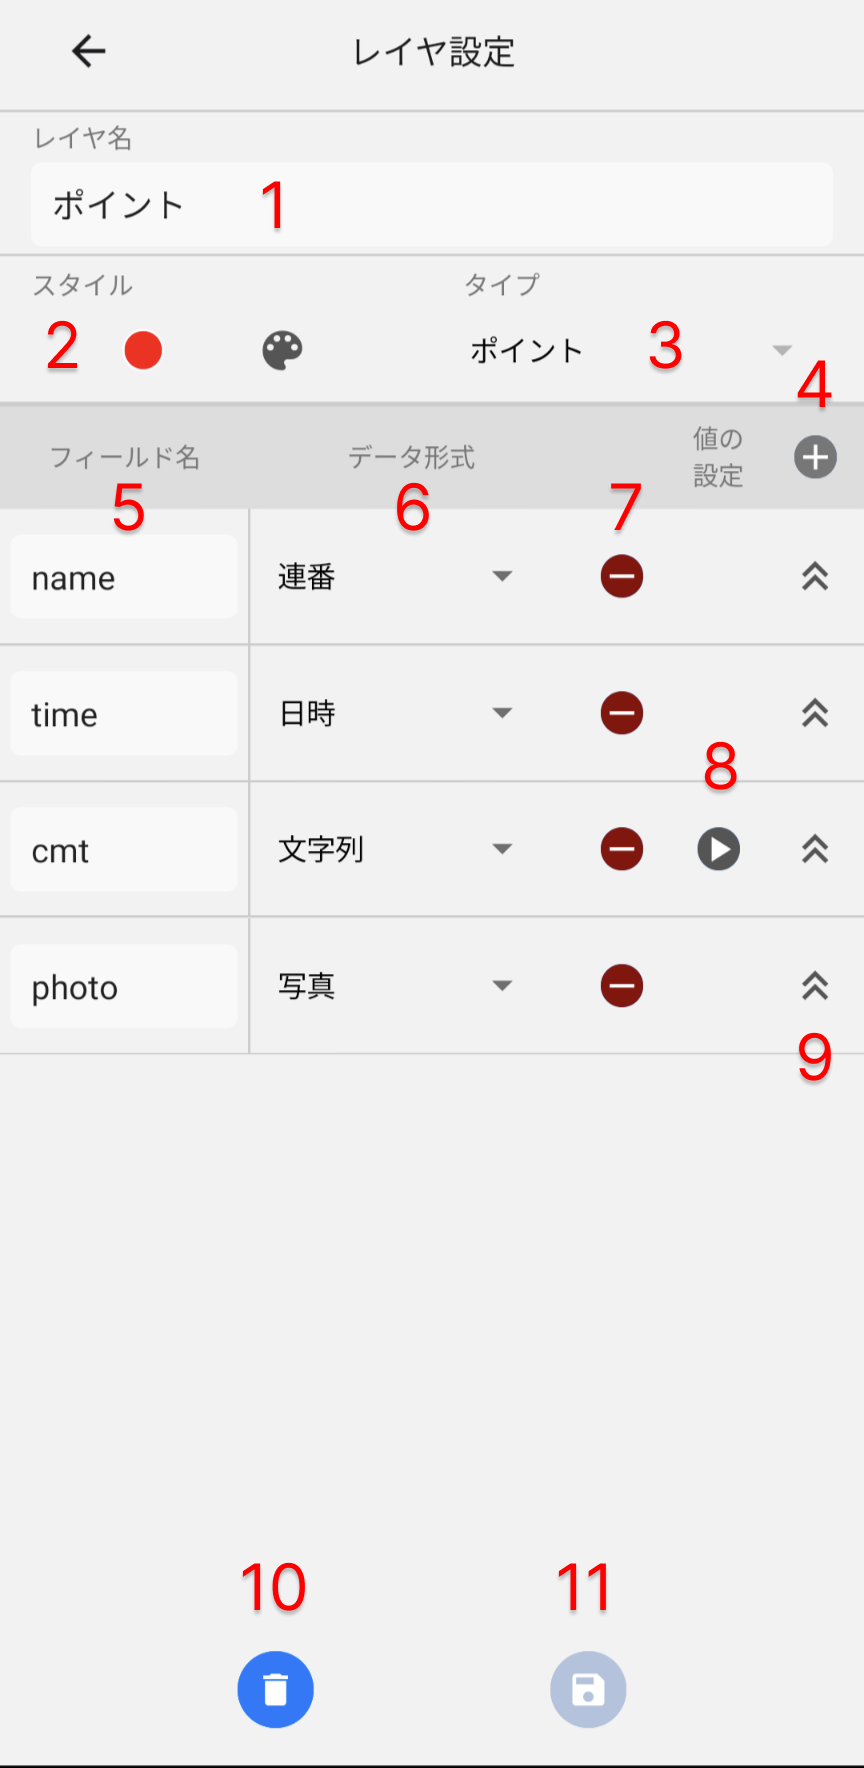 レイヤ設定
レイヤ名
ポイント 1
スタイル タイプ
2 ポイント 3
4
フィールド名 データ形式 値の
設定
5 6 7
name 連番
time 日時
8
cmt 文字列
photo 写真
9
10 11